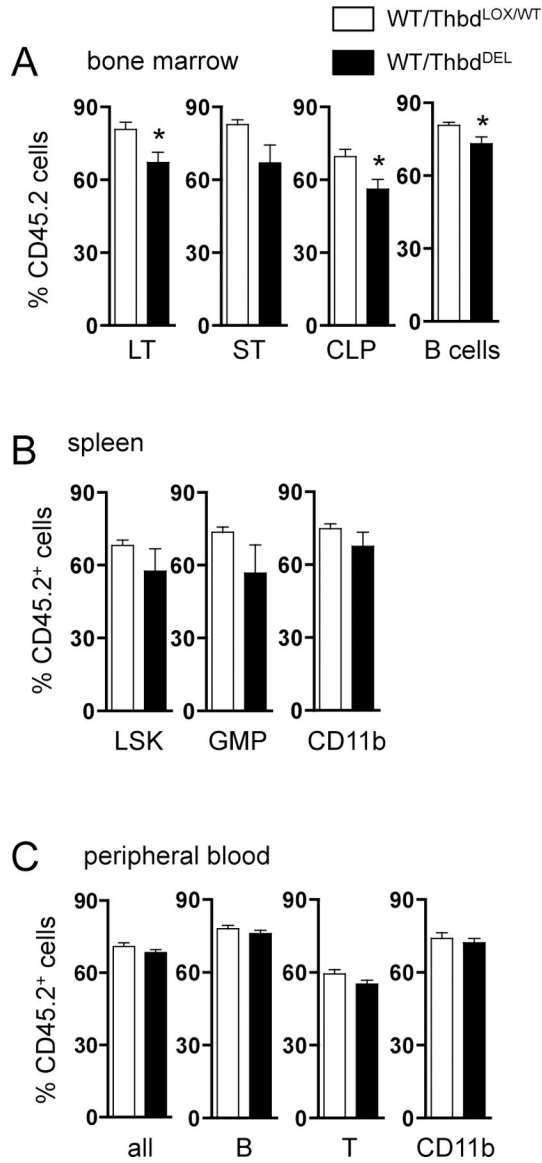 WT/Thbd^LOX/WT
WT/Thbd^DEL
A bone marrow
% CD45.2 cells
90 90 90 90
60 60 60 60
30 30 30 30
0 0 0 0
* * *
LT ST CLP B cells
B spleen
% CD45.2⁺ cells
90 90 90
60 60 60
30 30 30
0 0 0
LSK GMP CD11b
C peripheral blood
% CD45.2⁺ cells
90 90 90 90
60 60 60 60
30 30 30 30
0 0 0 0
all B T CD11b